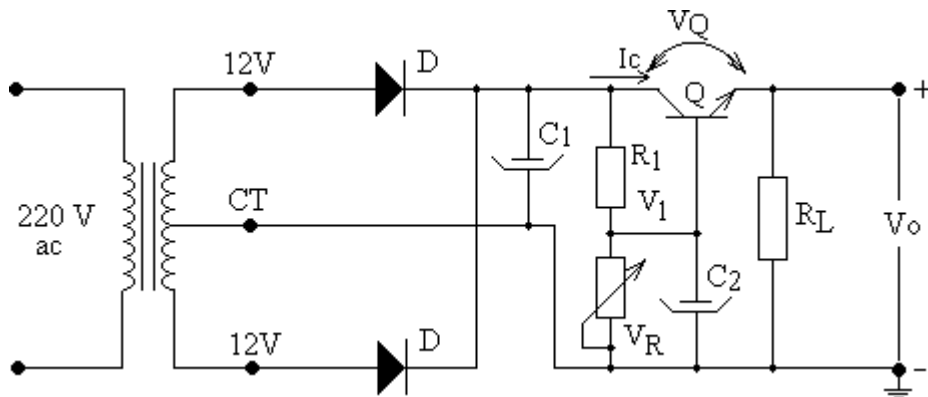 220 V
ac
12V
CT
12V
D
D
C1
Ic
VQ
Q
R1
V1
VR
C2
RL
Vo
+
-